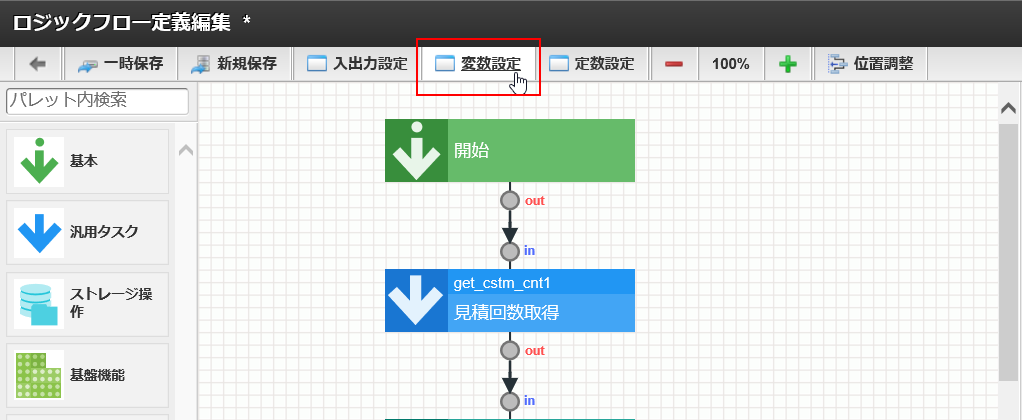 ロジックフロー定義編集 *
一時保存
新規保存
入出力設定
変数設定
定数設定
100%
位置調整
パレット内検索
基本
汎用タスク
ストレージ操
作
基盤機能
開始
out
in
get_cstm_cnt1
見積回数取得
out
in